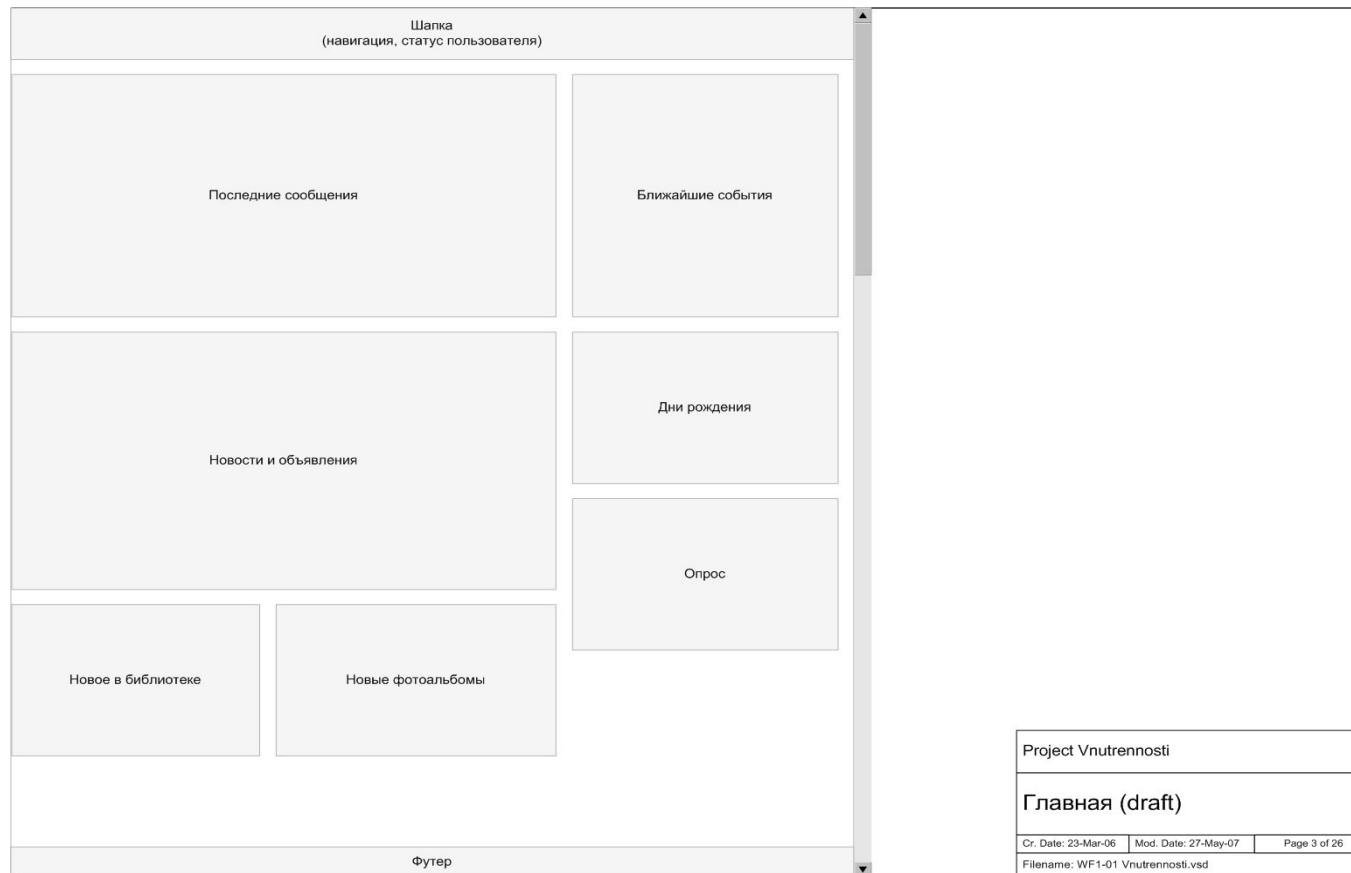 Шапка
(навигация, статус пользователя)
Последние сообщения
Ближайшие события
Дни рождения
Новости и объявления
Опрос
Новое в библиотеке
Новые фотоальбомы
Футер
Project Vnutrennosti
Главная (draft)
Cr. Date: 23-Mar-06
Mod. Date: 27-May-07
Page 3 of 26
Filename: WF1-01 Vnutrennosti.vsd